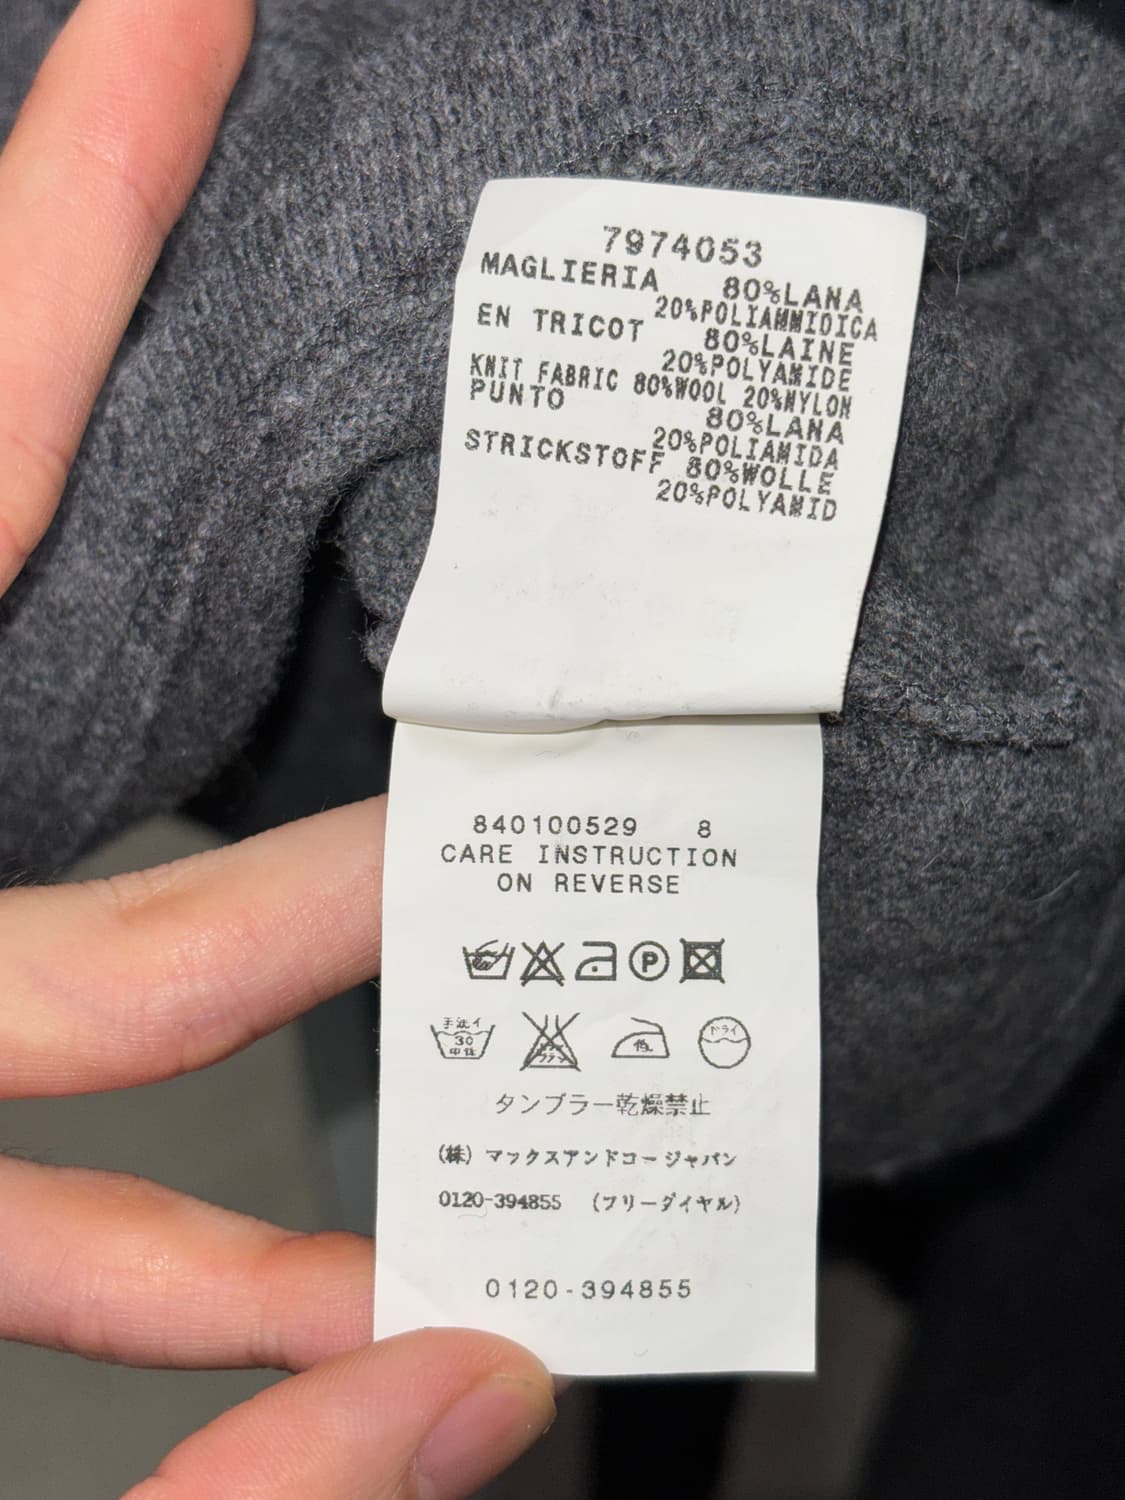 7974053
MAGLIERIA 80%LANA
20%POLIAMMIDICA
EN TRICOT 80%LAINE
20%POLYAMIDE
KNIT FABRIC 80%WOOL 20%NYLON
PUNTO 80%LANA
20%POLIAMIDA
STRICKSTOFF 80%WOLLE
20%POLYAMID
840100529 8
CARE INSTRUCTION
ON REVERSE
P
手洗イ ドライ
30
中性
タンブラー乾燥禁止
(株) マックスアンドコージャパン
0120-394855 (フリーダイヤル)
0120-394855